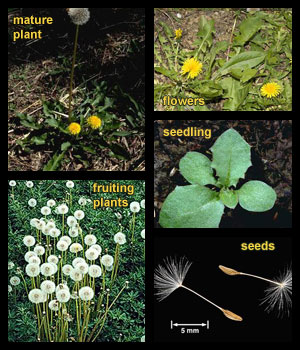 mature
plant
flowers
seedling
fruiting
plants
seeds
5 mm